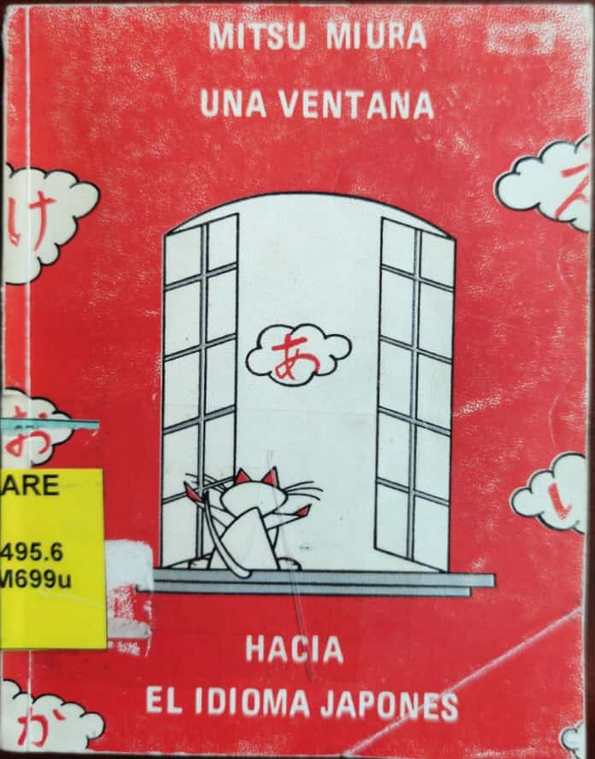 MITSU MIURA
UNA VENTANA
け
え
あ
お
い
ARE
495.6
M699u
HACIA
EL IDIOMA JAPONES
か